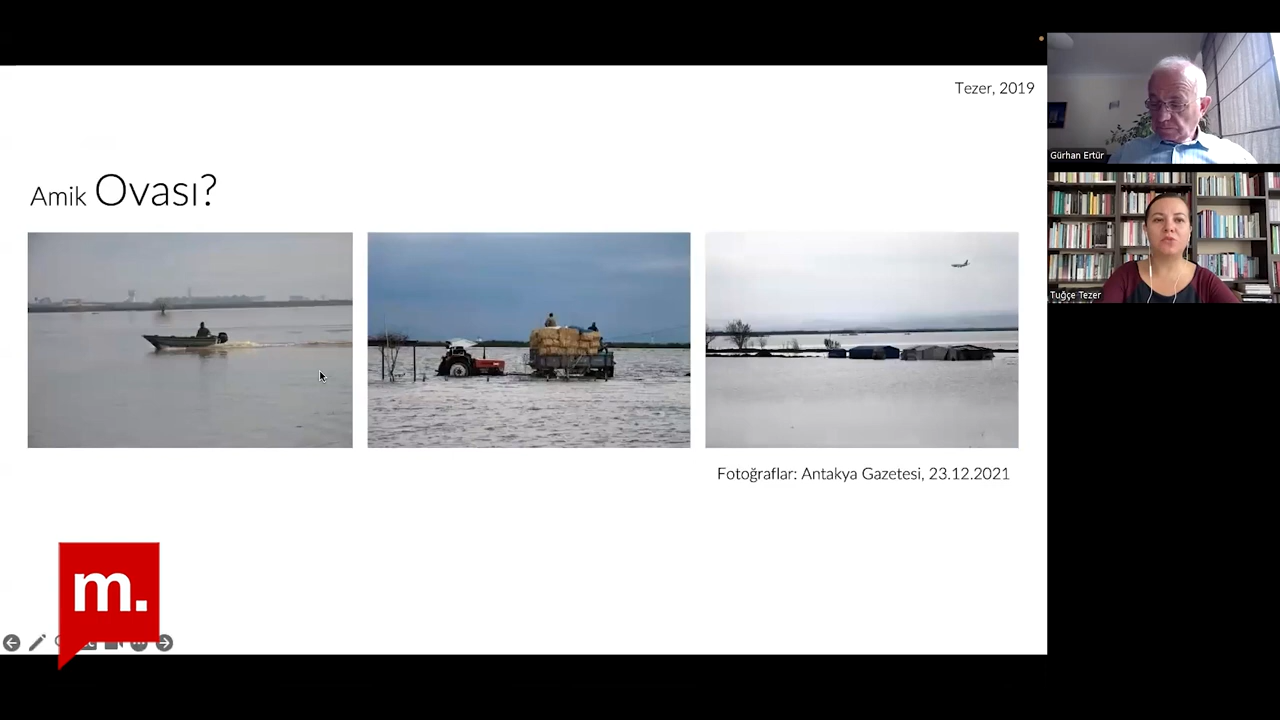 Tezer, 2019
Amik Ovası?
Fotoğraflar: Antakya Gazetesi, 23.12.2021
m.
Gürhan Ertür
Tuğçe Tezer